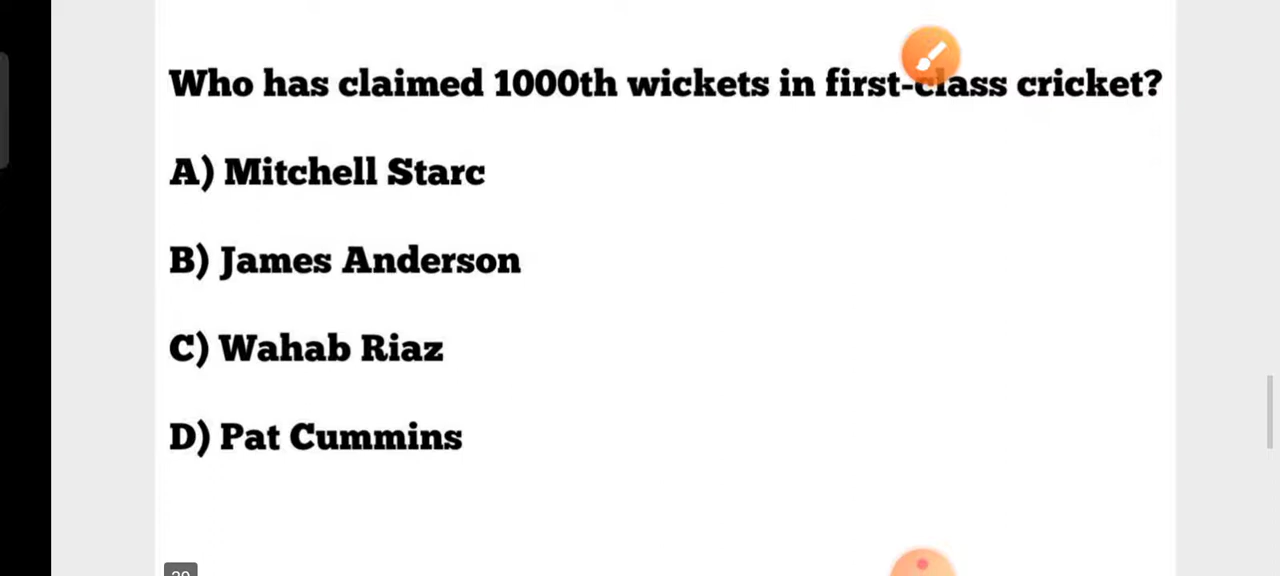 Who has claimed 1000th wickets in first-class cricket?
A) Mitchell Starc
B) James Anderson
C) Wahab Riaz
D) Pat Cummins